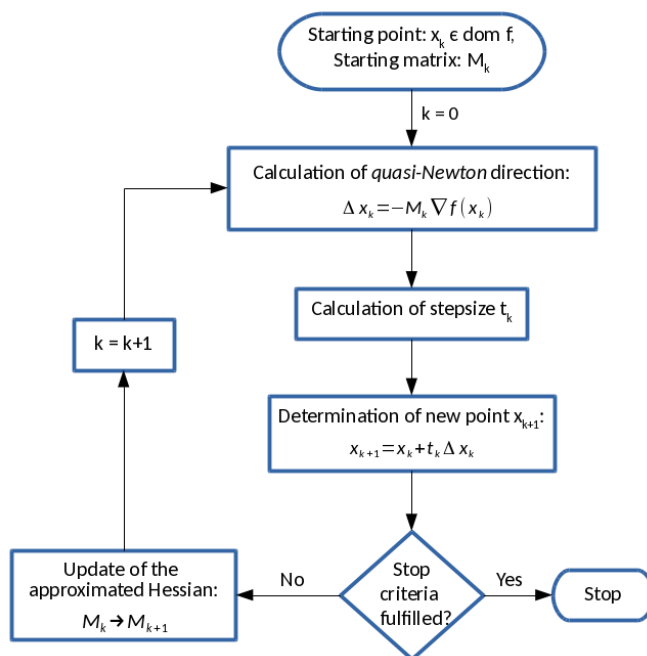 Starting point: xₖ ϵ dom f,
Starting matrix: Mₖ
k = 0
Calculation of quasi-Newton direction:
Δ xₖ=−Mₖ ∇ f (xₖ)
Calculation of stepsize tₖ
k = k+1
Determination of new point xₖ₊₁:
xₖ₊₁=xₖ+tₖ Δ xₖ
Update of the
approximated Hessian:
Mₖ → Mₖ₊₁
No
Stop
criteria
fulfilled?
Yes
Stop